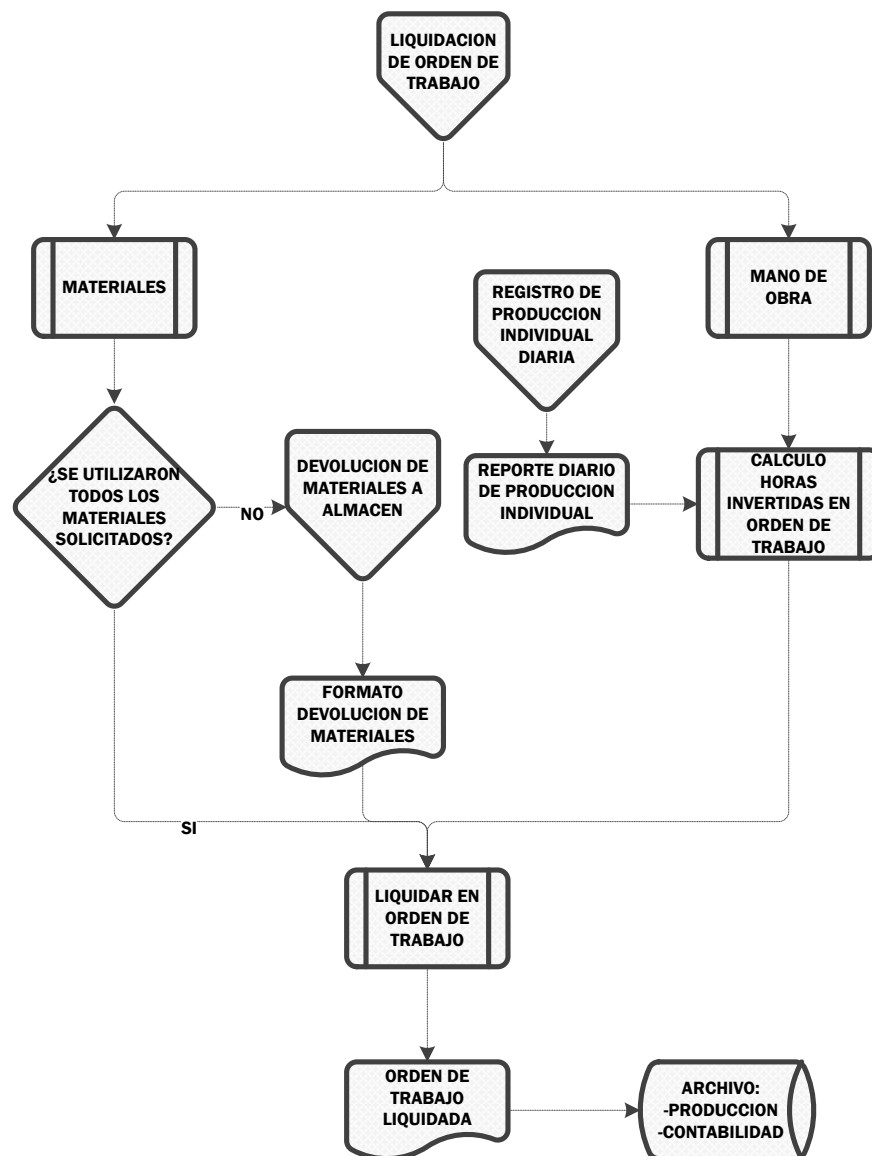 LIQUIDACION
DE ORDEN DE
TRABAJO
MATERIALES
REGISTRO DE
PRODUCCION
INDIVIDUAL
DIARIA
MANO DE
OBRA
¿SE UTILIZARON
TODOS LOS
MATERIALES
SOLICITADOS?
NO
DEVOLUCION DE
MATERIALES A
ALMACEN
REPORTE DIARIO
DE PRODUCCION
INDIVIDUAL
CALCULO
HORAS
INVERTIDAS EN
ORDEN DE
TRABAJO
FORMATO
DEVOLUCION DE
MATERIALES
SI
LIQUIDAR EN
ORDEN DE
TRABAJO
ORDEN DE
TRABAJO
LIQUIDADA
ARCHIVO:
-PRODUCCION
-CONTABILIDAD